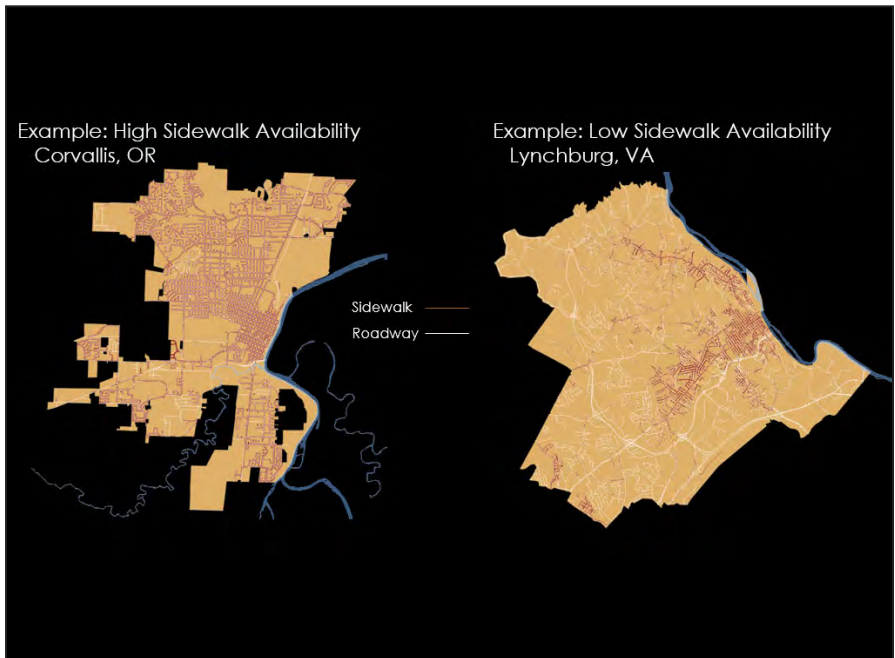 Example: High Sidewalk Availability
Corvallis, OR
Example: Low Sidewalk Availability
Lynchburg, VA
Sidewalk
Roadway